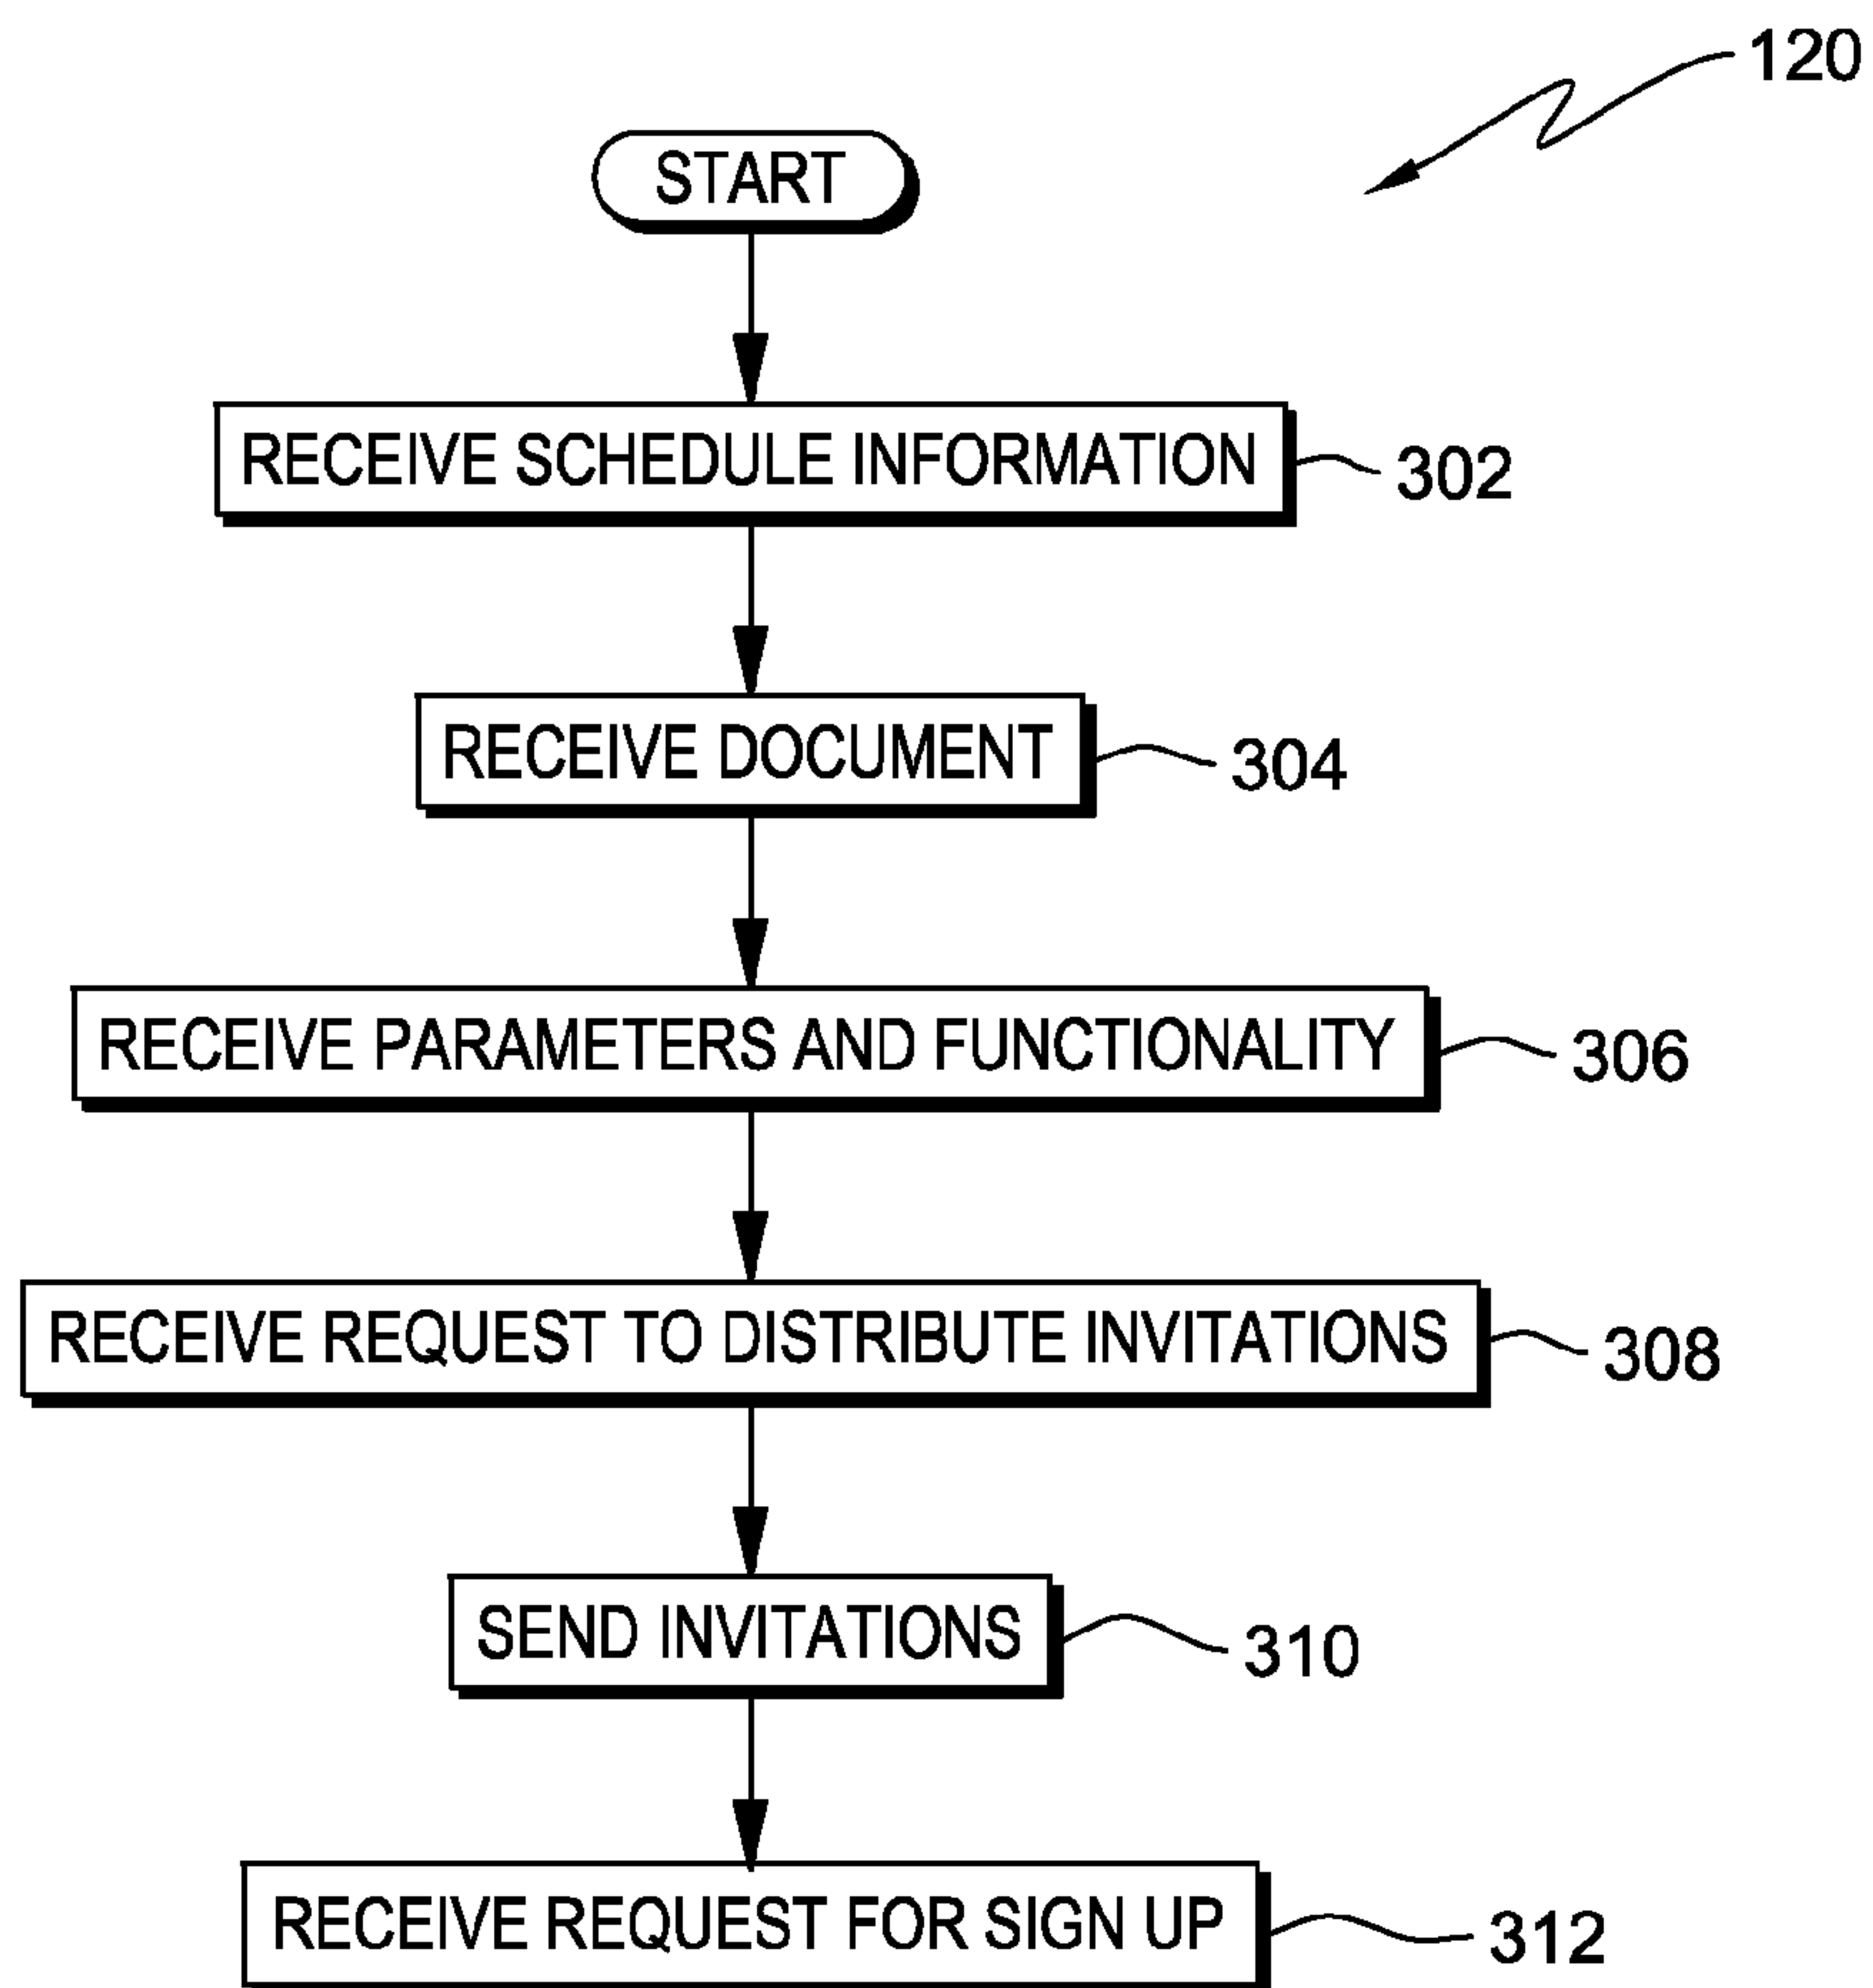 120
START
RECEIVE SCHEDULE INFORMATION
302
RECEIVE DOCUMENT
304
RECEIVE PARAMETERS AND FUNCTIONALITY
306
RECEIVE REQUEST TO DISTRIBUTE INVITATIONS
308
SEND INVITATIONS
310
RECEIVE REQUEST FOR SIGN UP
312